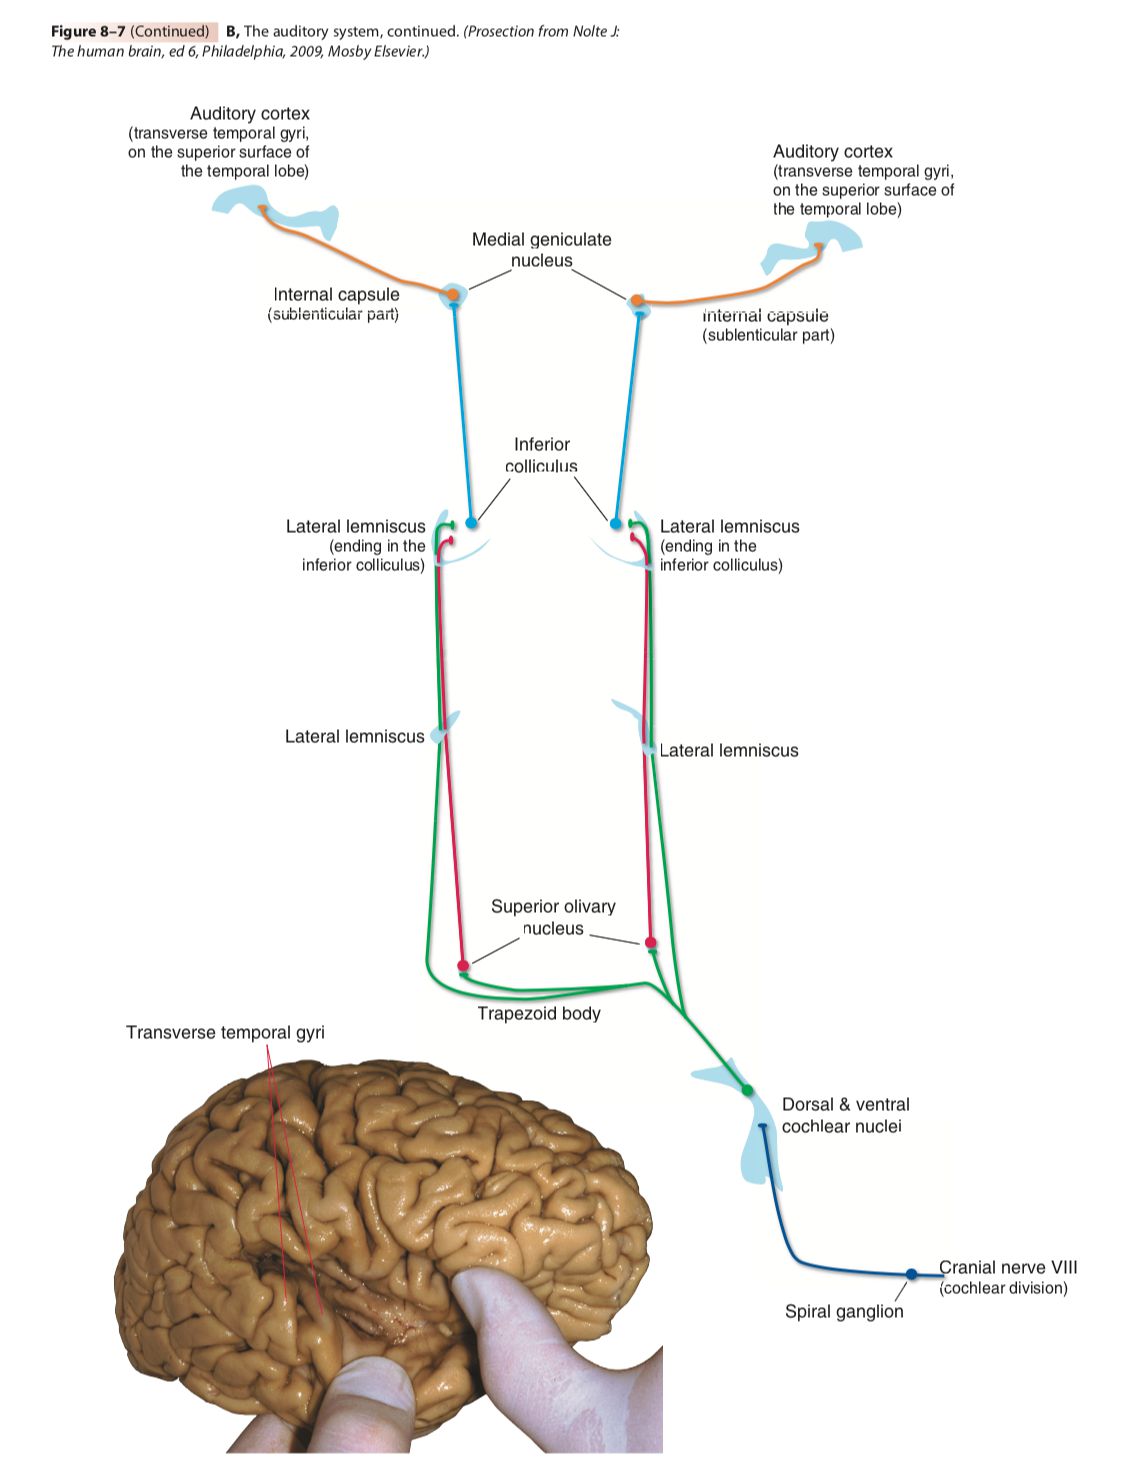 Figure 8–7 (Continued) B, The auditory system, continued. (Prosection from Nolte J:
The human brain, ed 6, Philadelphia, 2009, Mosby Elsevier.)
Auditory cortex
(transverse temporal gyri,
on the superior surface of
the temporal lobe)
Auditory cortex
(transverse temporal gyri,
on the superior surface of
the temporal lobe)
Medial geniculate
nucleus
Internal capsule
(sublenticular part)
Internal capsule
(sublenticular part)
Inferior
colliculus
Lateral lemniscus
(ending in the
inferior colliculus)
Lateral lemniscus
(ending in the
inferior colliculus)
Lateral lemniscus
Lateral lemniscus
Superior olivary
nucleus
Trapezoid body
Transverse temporal gyri
Dorsal & ventral
cochlear nuclei
Cranial nerve VIII
(cochlear division)
Spiral ganglion